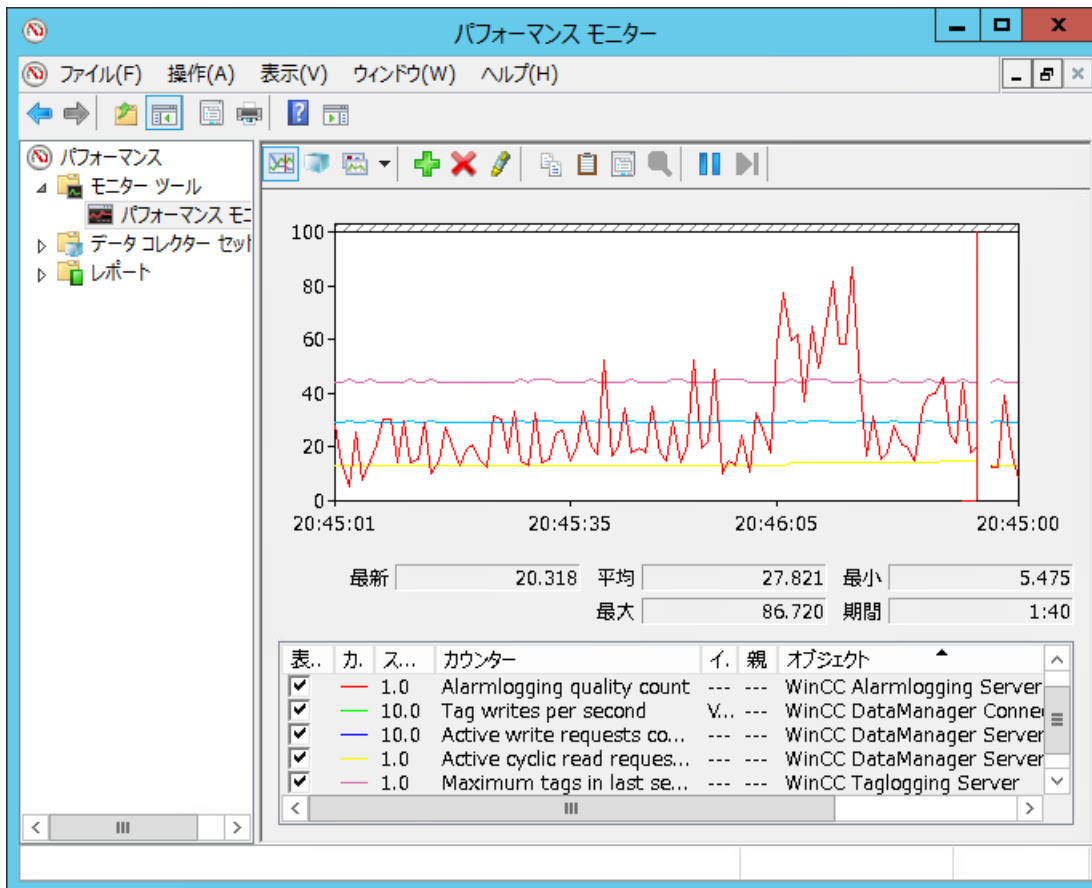 パフォーマンス モニター
ファイル(F) 操作(A) 表示(V) ウィンドウ(W) ヘルプ(H)
パフォーマンス
モニター ツール
パフォーマンス モニ
データ コレクター セット
レポート
100
80
60
40
20
0
20:45:01 20:45:35 20:46:05 20:45:00
最新 20.318 平均 27.821 最小 5.475
最大 86.720 期間 1:40
表.. カ. ス... カウンター イ. 親 オブジェクト
1.0 Alarmlogging quality count --- --- WinCC Alarmlogging Server
10.0 Tag writes per second V... --- WinCC DataManager Connec
10.0 Active write requests co... --- --- WinCC DataManager Server
1.0 Active cyclic read reques... --- --- WinCC DataManager Server
1.0 Maximum tags in last se... --- --- WinCC Taglogging Server